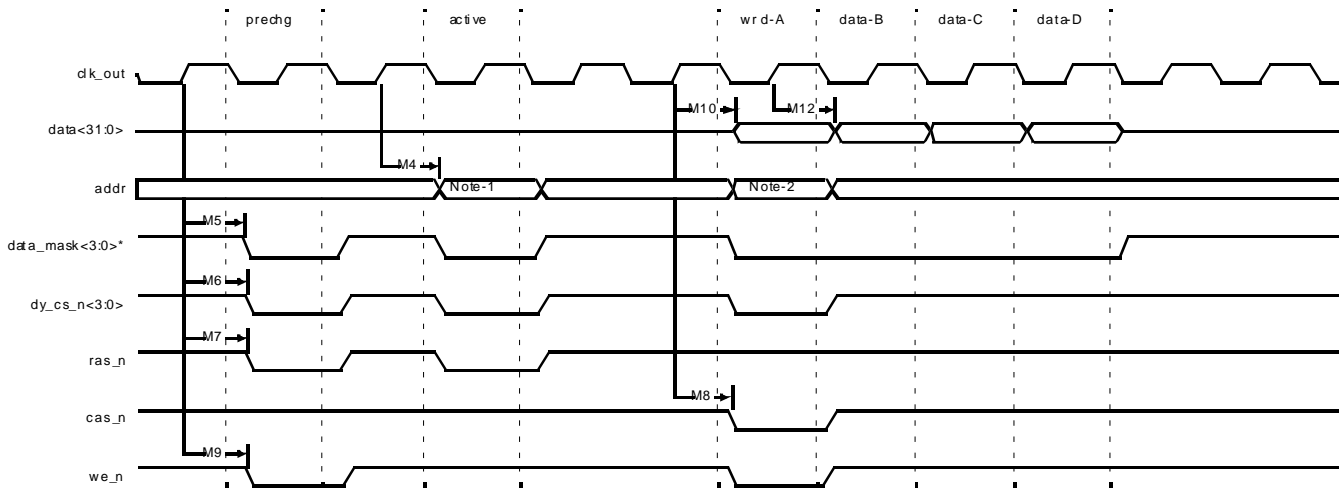 prechg active wrd-A data-B data-C data-D
clk_out
M10 M12
data<31:0>
M4
addr Note-1 Note-2
M5
data_mask<3:0>*
M6
dy_cs_n<3:0>
M7
ras_n
M8
cas_n
M9
we_n